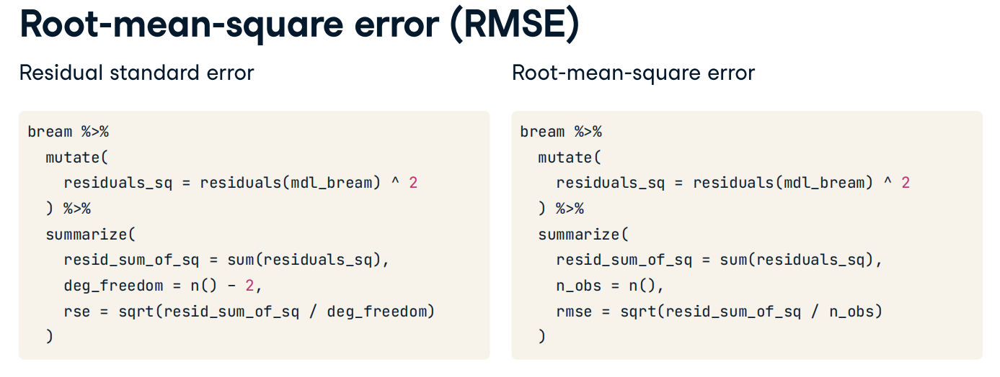 Root-mean-square error (RMSE)
Residual standard error
bream %>%
  mutate(
    residuals_sq = residuals(mdl_bream) ^ 2
  ) %>%
  summarize(
    resid_sum_of_sq = sum(residuals_sq),
    deg_freedom = n() - 2,
    rse = sqrt(resid_sum_of_sq / deg_freedom)
  )
Root-mean-square error
bream %>%
  mutate(
    residuals_sq = residuals(mdl_bream) ^ 2
  ) %>%
  summarize(
    resid_sum_of_sq = sum(residuals_sq),
    n_obs = n(),
    rmse = sqrt(resid_sum_of_sq / n_obs)
  )